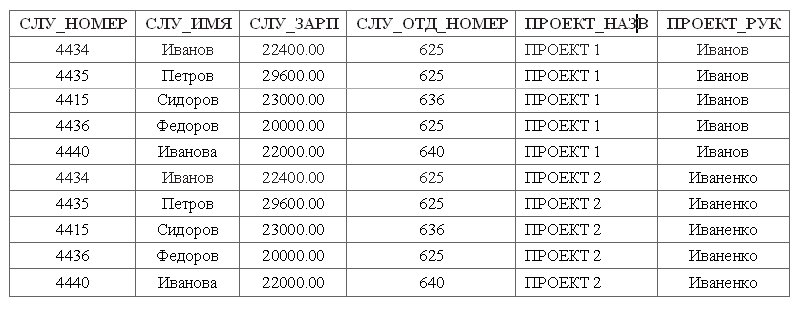 СЛУ_НОМЕР СЛУ_ИМЯ СЛУ_ЗАРП СЛУ_ОТД_НОМЕР ПРОЕКТ_НАЗВ ПРОЕКТ_РУК
4434 Иванов 22400.00 625 ПРОЕКТ 1 Иванов
4435 Петров 29600.00 625 ПРОЕКТ 1 Иванов
4415 Сидоров 23000.00 636 ПРОЕКТ 1 Иванов
4436 Федоров 20000.00 625 ПРОЕКТ 1 Иванов
4440 Иванова 22000.00 640 ПРОЕКТ 1 Иванов
4434 Иванов 22400.00 625 ПРОЕКТ 2 Иваненко
4435 Петров 29600.00 625 ПРОЕКТ 2 Иваненко
4415 Сидоров 23000.00 636 ПРОЕКТ 2 Иваненко
4436 Федоров 20000.00 625 ПРОЕКТ 2 Иваненко
4440 Иванова 22000.00 640 ПРОЕКТ 2 Иваненко